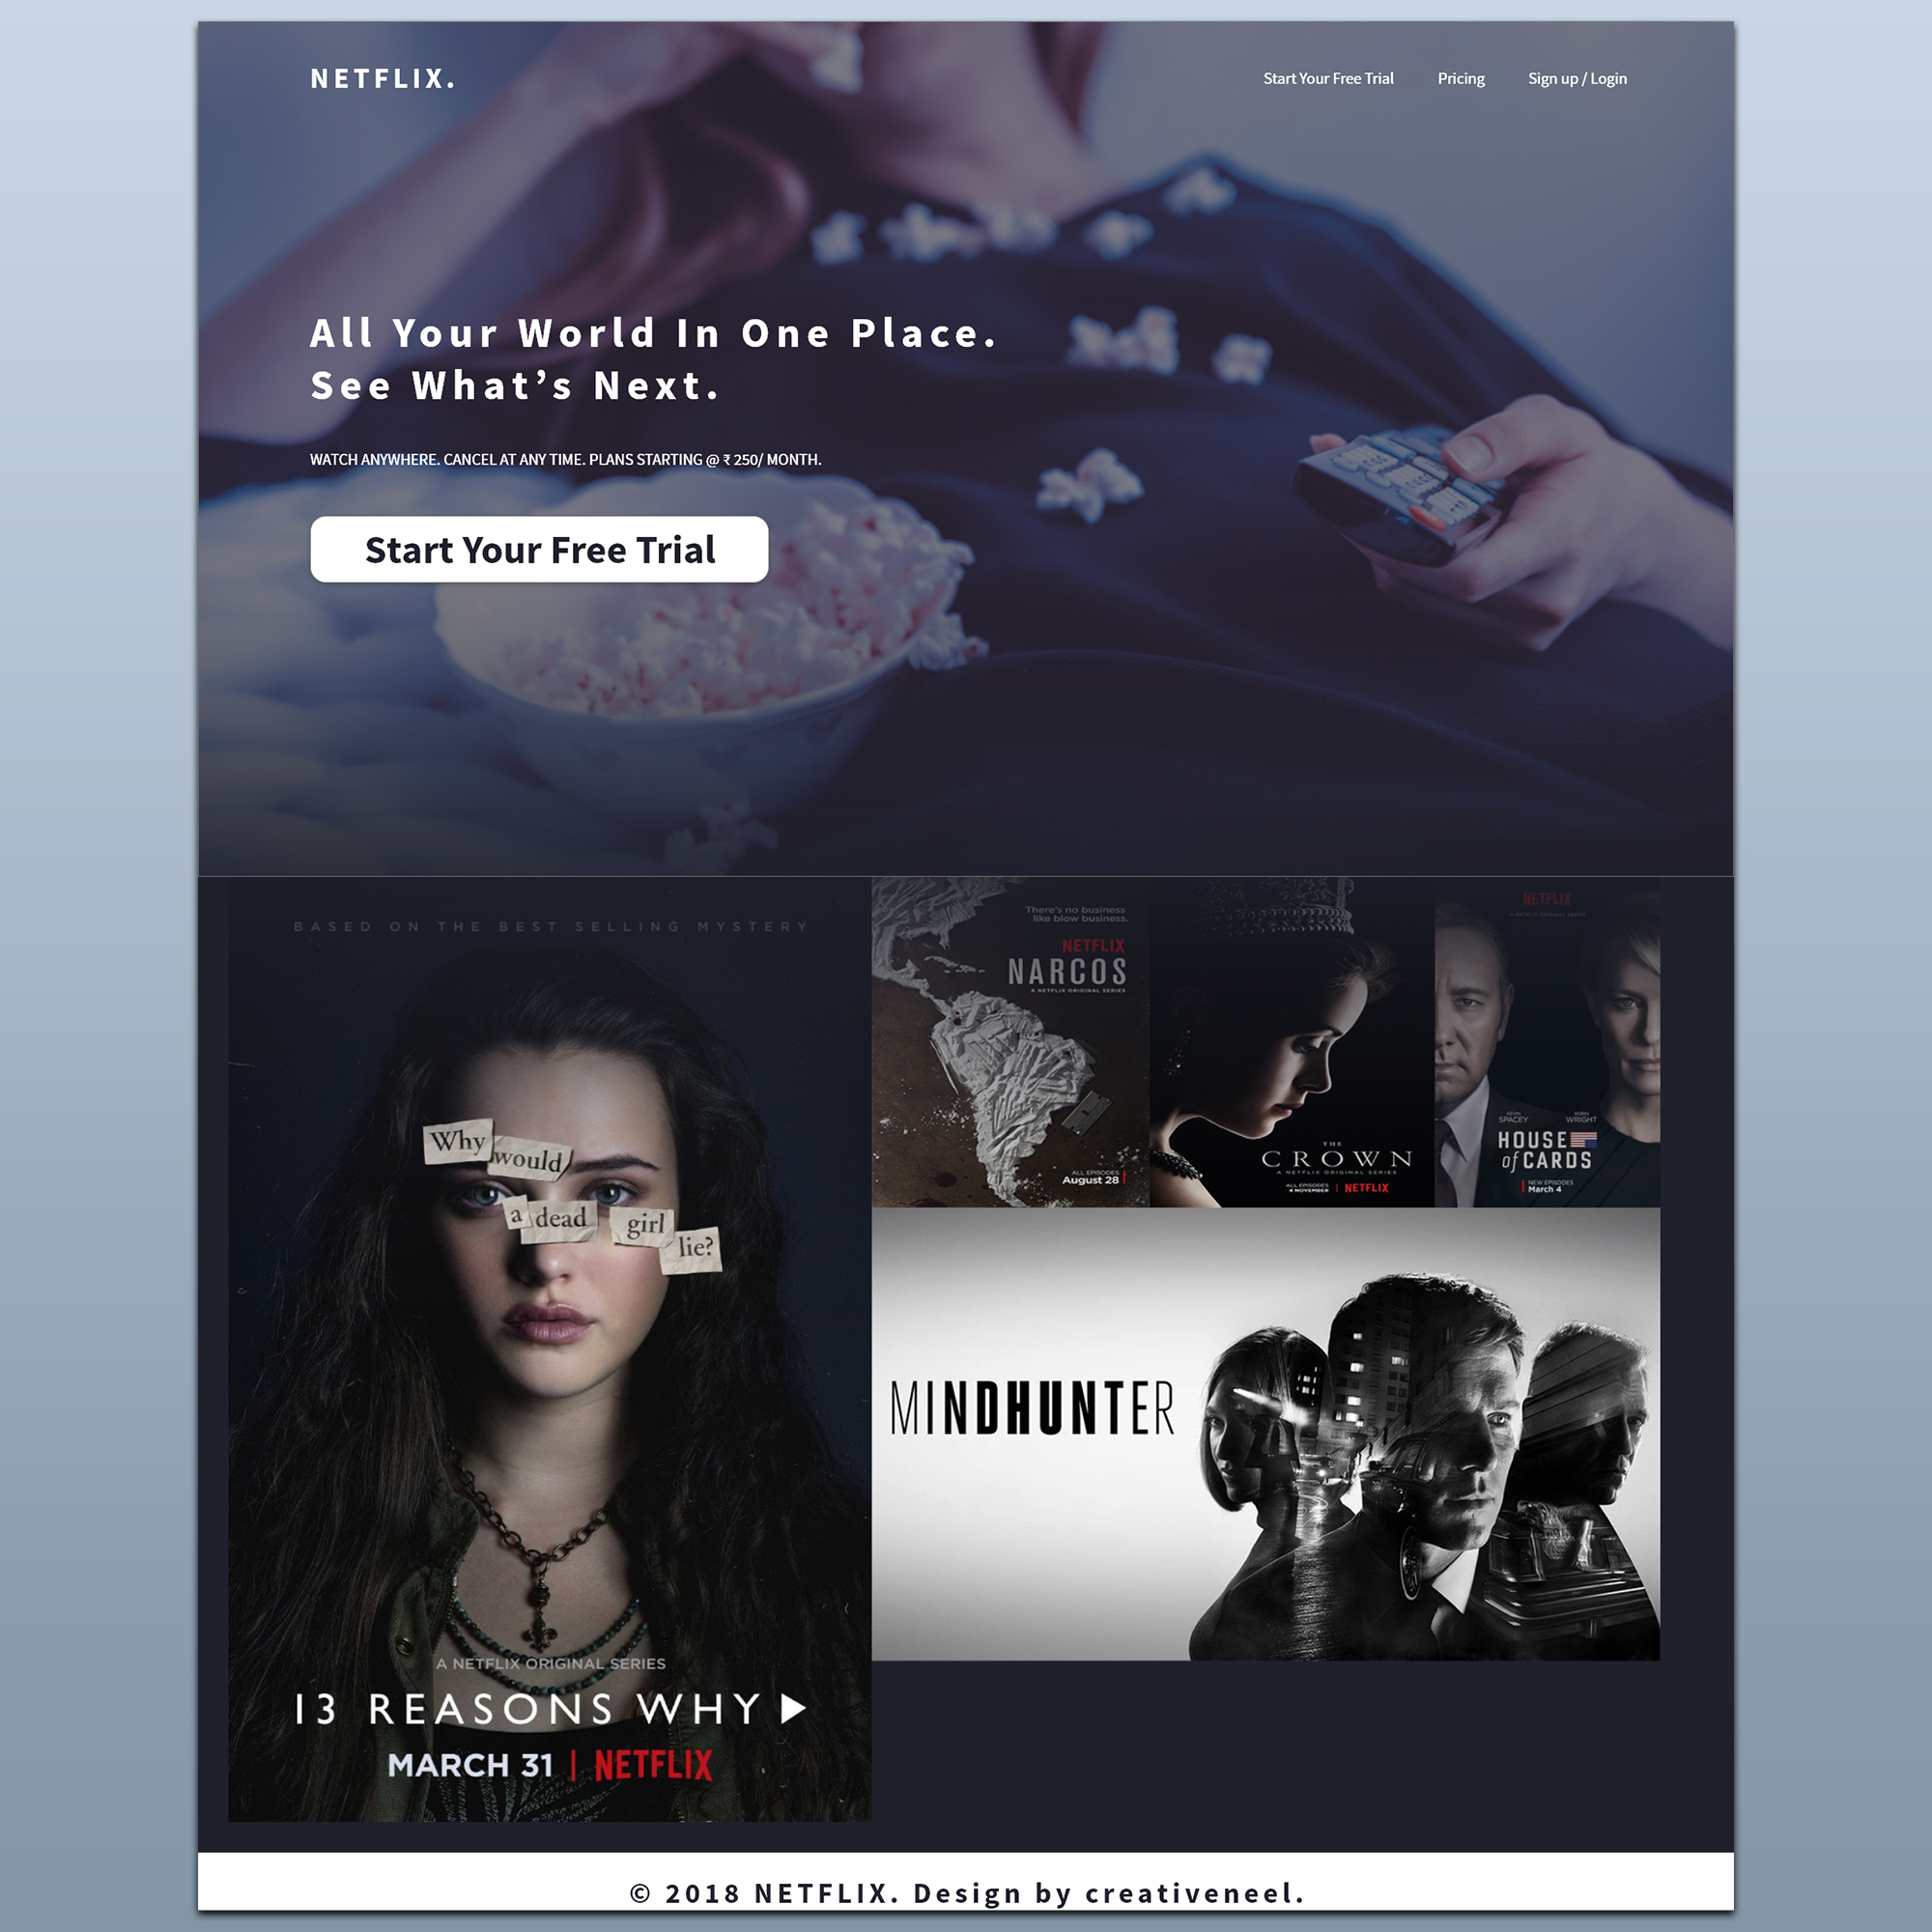 NETFLIX.
Start Your Free Trial
Pricing
Sign up / Login
All Your World In One Place.
See What’s Next.
WATCH ANYWHERE. CANCEL AT ANY TIME. PLANS STARTING @ ₹ 250/ MONTH.
Start Your Free Trial
BASED ON THE BEST SELLING MYSTERY
Why
would
a dead girl
lie?
A NETFLIX ORIGINAL SERIES
13 REASONS WHY
MARCH 31 | NETFLIX
There's no business
like blow business.
NETFLIX
NARCOS
A NETFLIX ORIGINAL SERIES
ALL EPISODES
August 28
THE
CROWN
A NETFLIX ORIGINAL SERIES
ALL EPISODES
4 NOVEMBER | NETFLIX
NETFLIX
A NETFLIX ORIGINAL SERIES
KEVIN
SPACEY
ROBIN
WRIGHT
HOUSE
of CARDS
NEW EPISODES
March 4
MINDHUNTER
© 2018 NETFLIX. Design by creativeneel.